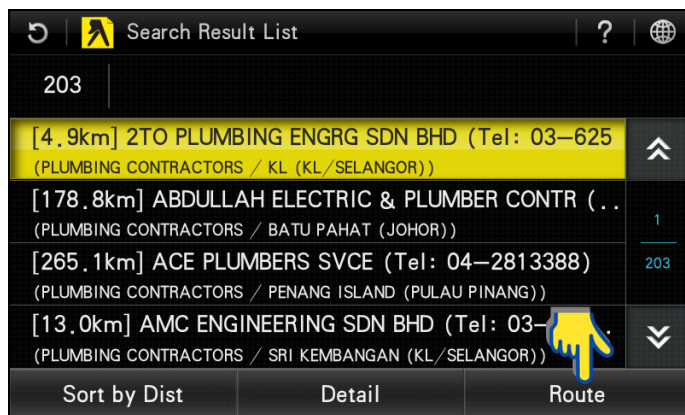 Search Result List
?
203
[4.9km] 2TO PLUMBING ENGRG SDN BHD (Tel: 03-625
(PLUMBING CONTRACTORS / KL (KL/SELANGOR))
[178.8km] ABDULLAH ELECTRIC & PLUMBER CONTR (..
(PLUMBING CONTRACTORS / BATU PAHAT (JOHOR))
1
203
[265.1km] ACE PLUMBERS SVCE (Tel: 04-2813388)
(PLUMBING CONTRACTORS / PENANG ISLAND (PULAU PINANG))
[13.0km] AMC ENGINEERING SDN BHD (Tel: 03-
(PLUMBING CONTRACTORS / SRI KEMBANGAN (KL/SELANGOR))
Sort by Dist Detail Route